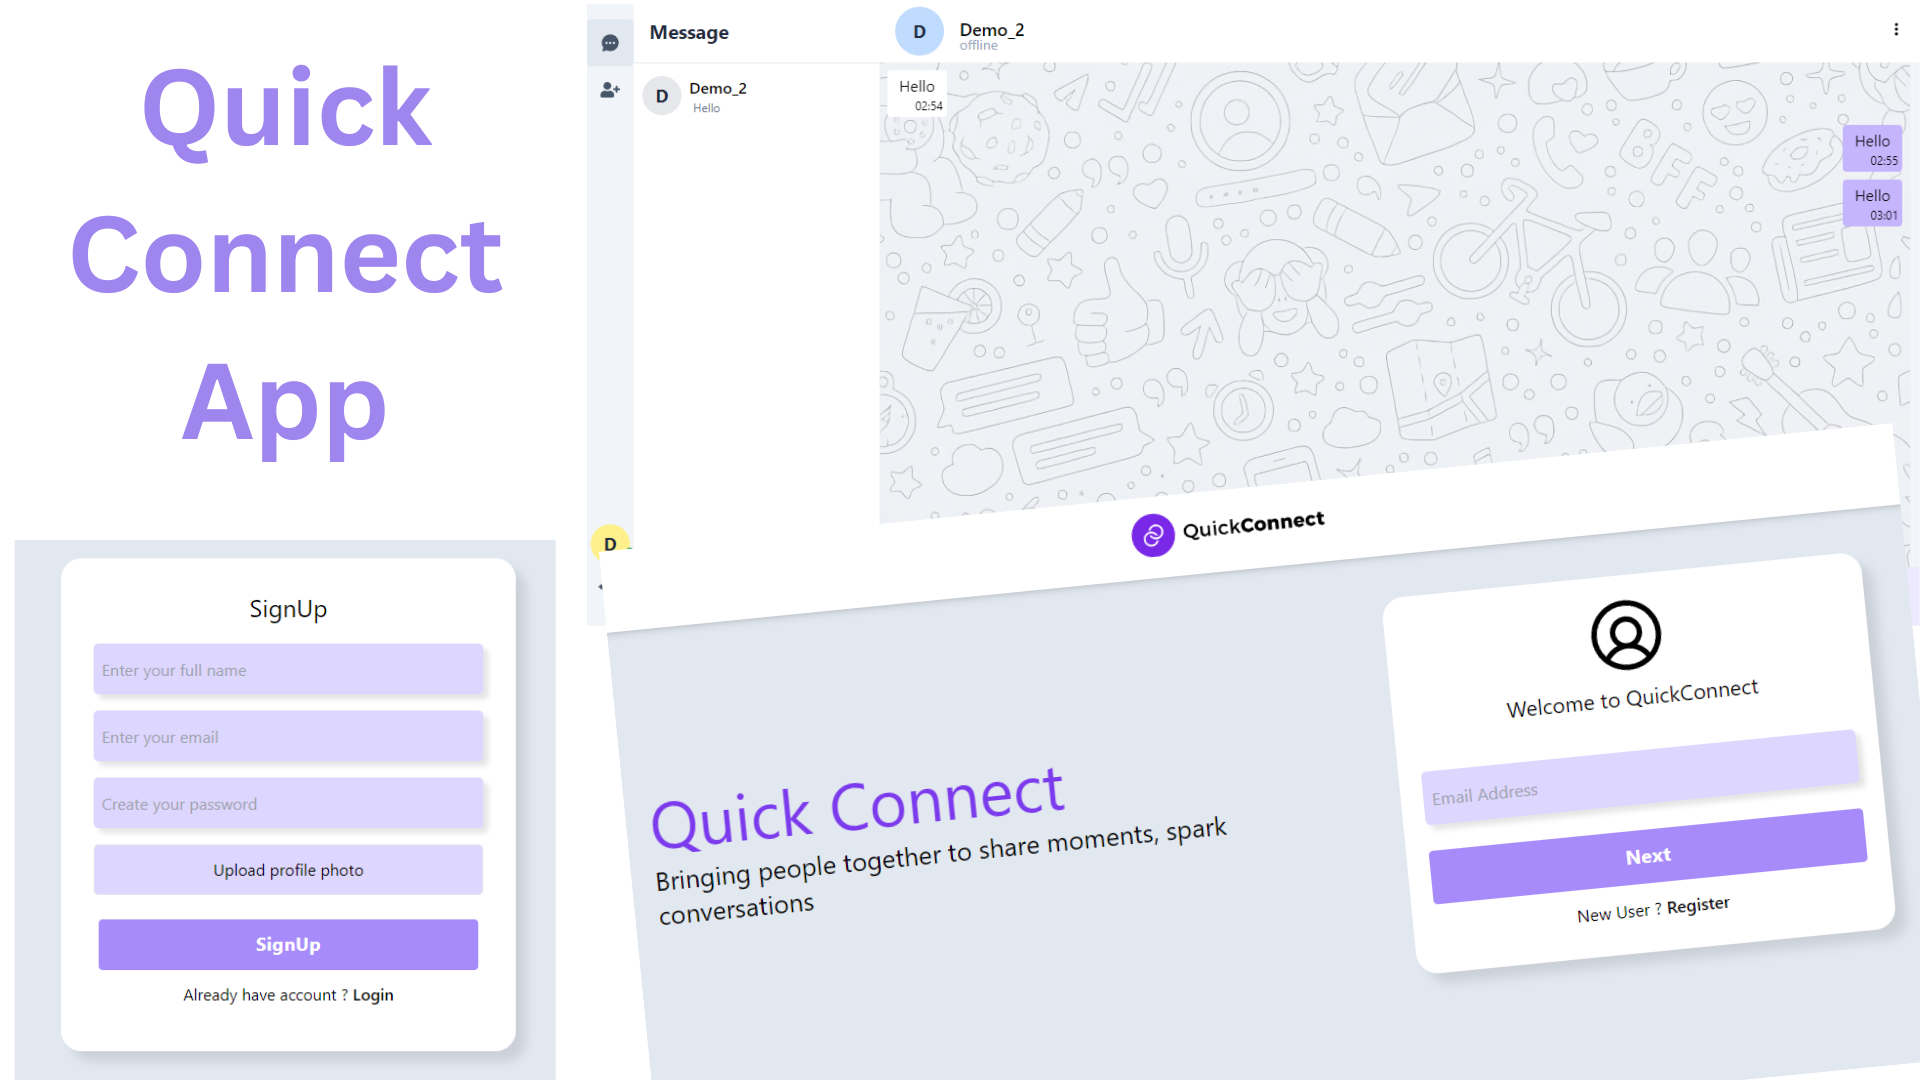 Quick
Connect
App
SignUp
Enter your full name
Enter your email
Create your password
Upload profile photo
SignUp
Already have account ? Login
Message
D
Demo_2
Hello
D
D
Demo_2
offline
Hello
02:54
Hello
02:55
Hello
03:01
BFF
QuickConnect
Quick Connect
Bringing people together to share moments, spark
conversations
Welcome to QuickConnect
Email Address
Next
New User ? Register